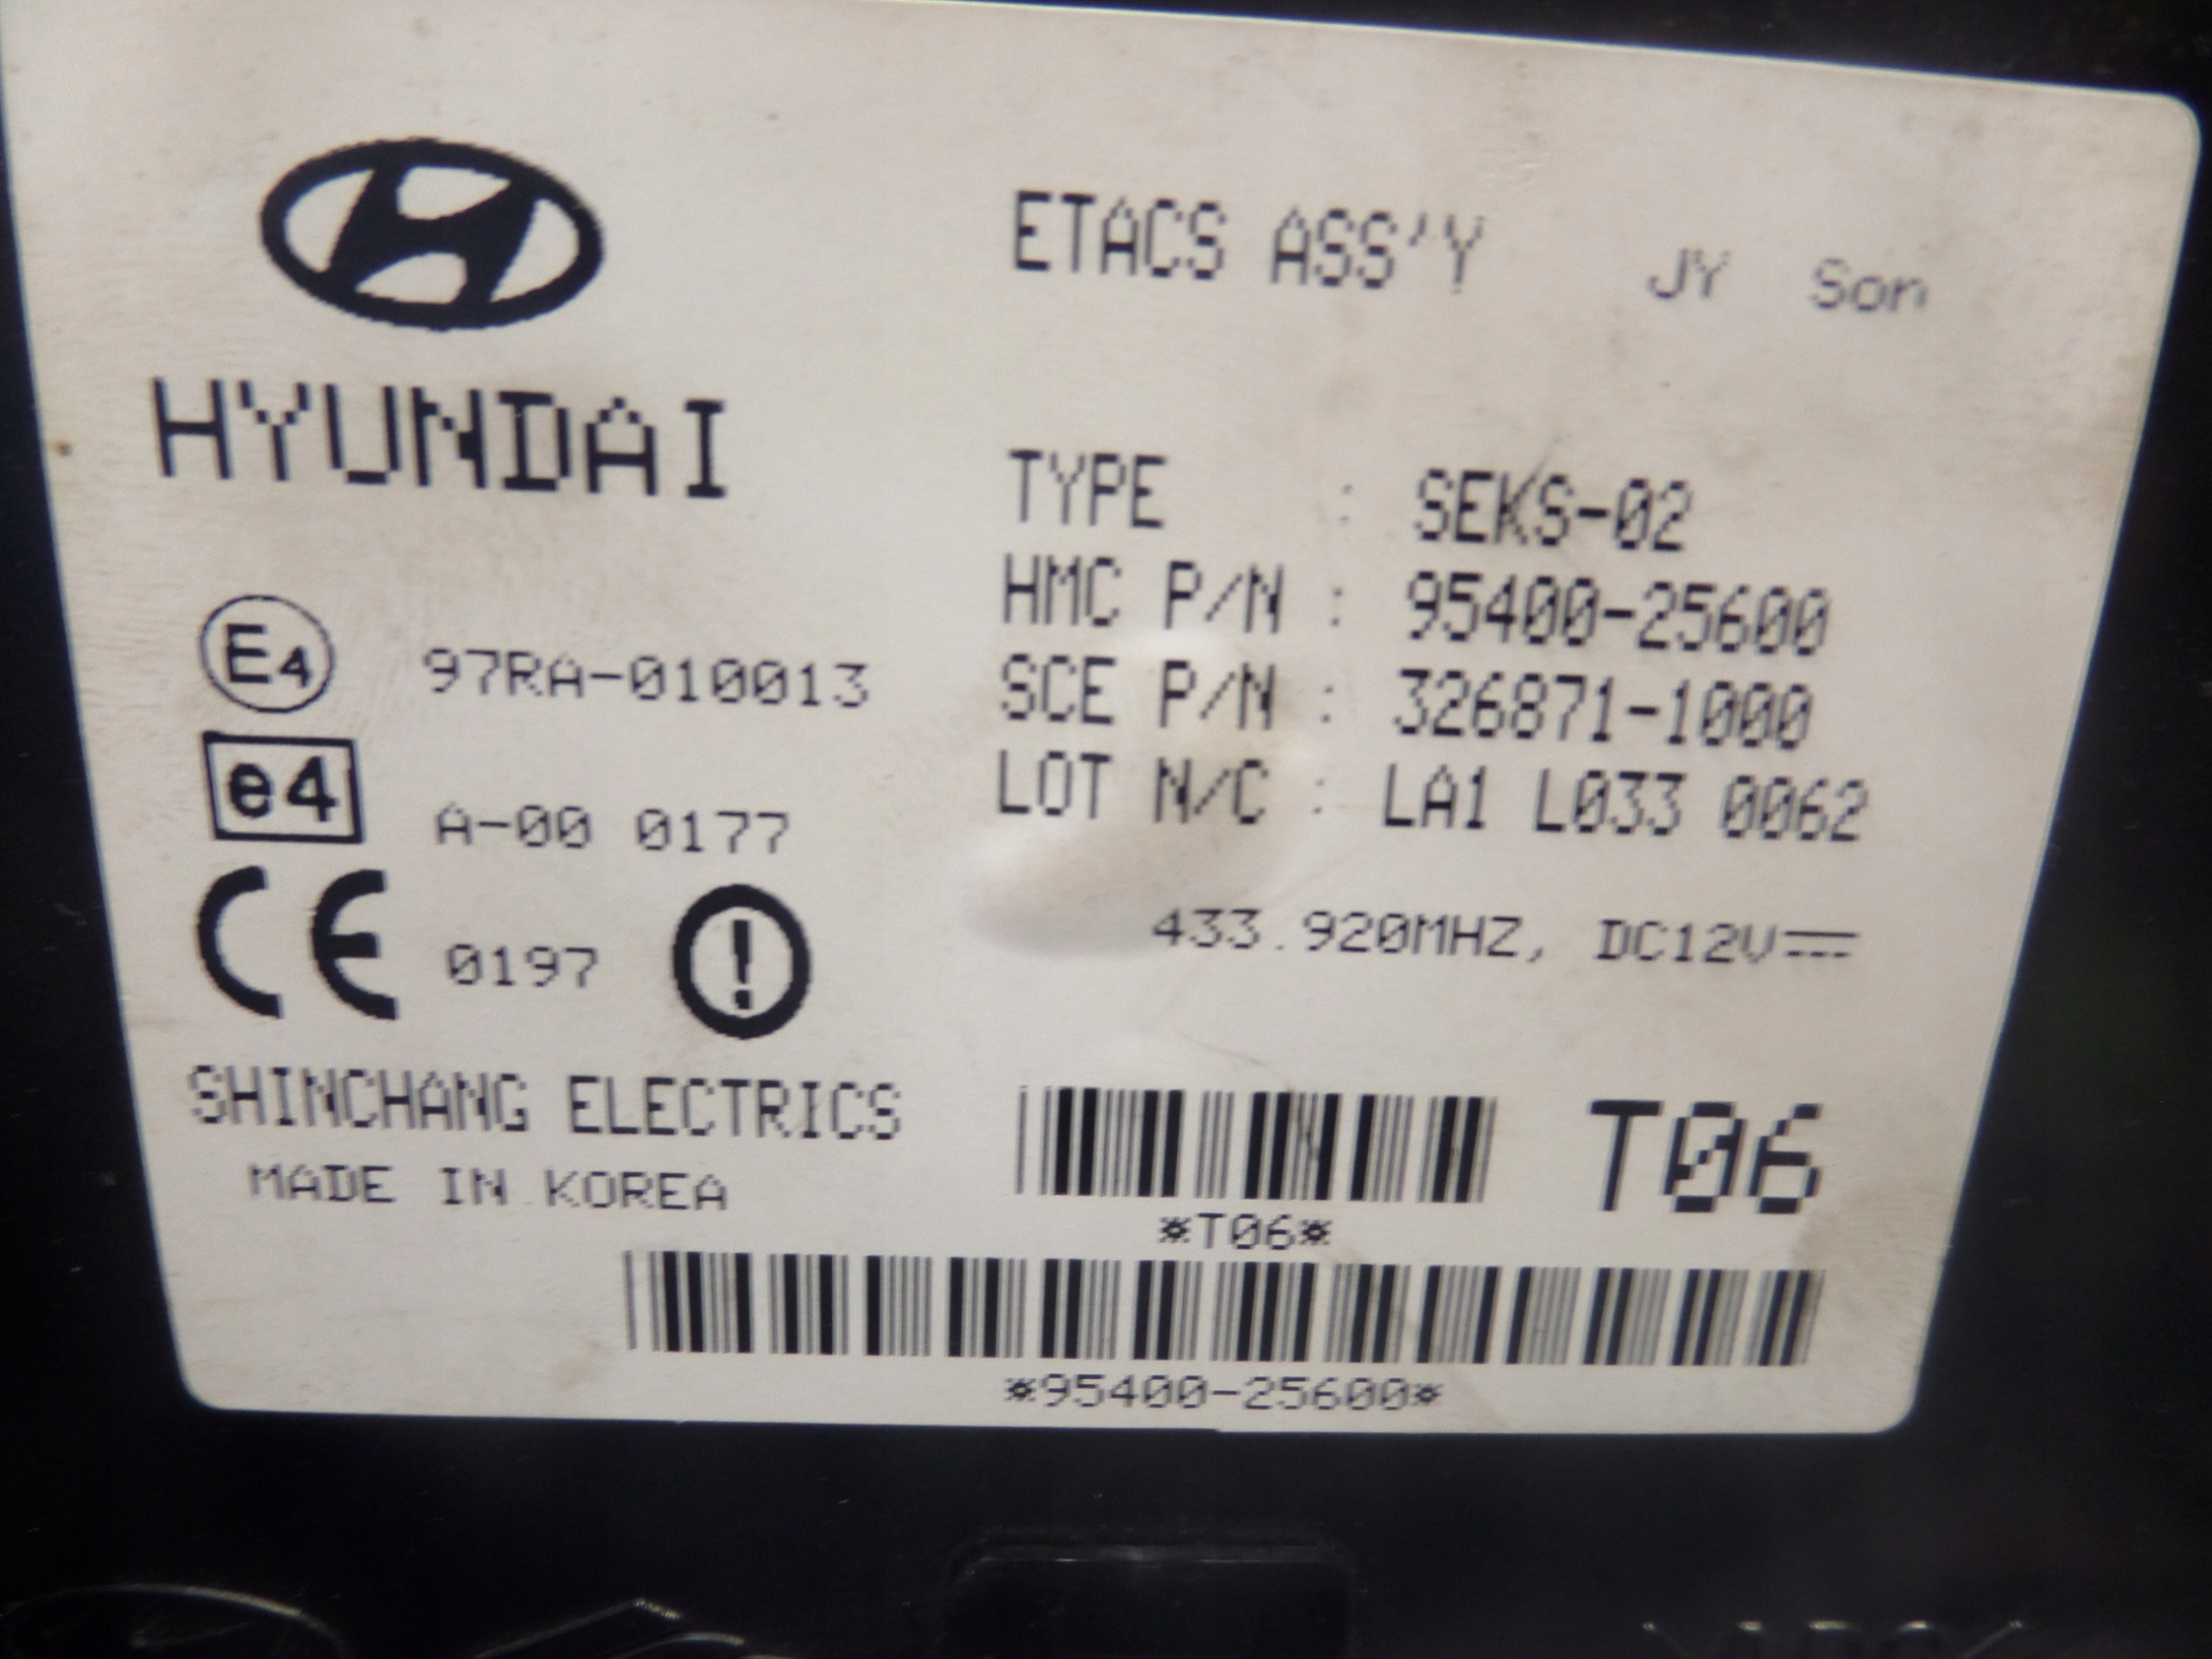 HYUNDAI
ETACS ASS'Y JY Son
TYPE : SEKS-02
HMC P/N : 95400-25600
SCE P/N : 326871-1000
LOT N/C : LA1 L033 0062
E4 97RA-010013
e4 A-00 0177
CE 0197 !
433.920MHZ, DC12V
SHINCHANG ELECTRICS
MADE IN KOREA
T06
*T06*
*95400-25600*